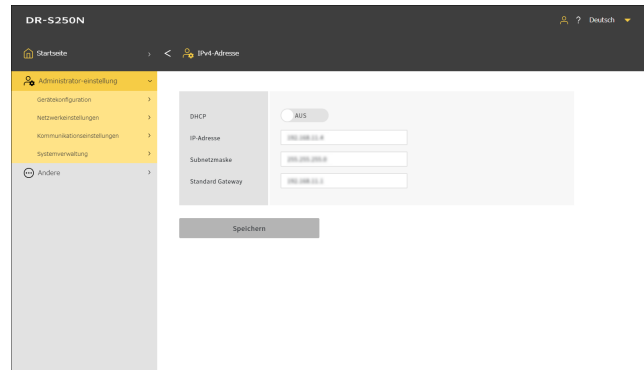 DR-S250N
? Deutsch
Startseite
< IPv4-Adresse
Administrator-einstellung
Gerätekonfiguration
Netzwerkeinstellungen
Kommunikationseinstellungen
Systemverwaltung
Andere
DHCP AUS
IP-Adresse
Subnetzmaske
Standard Gateway
Speichern